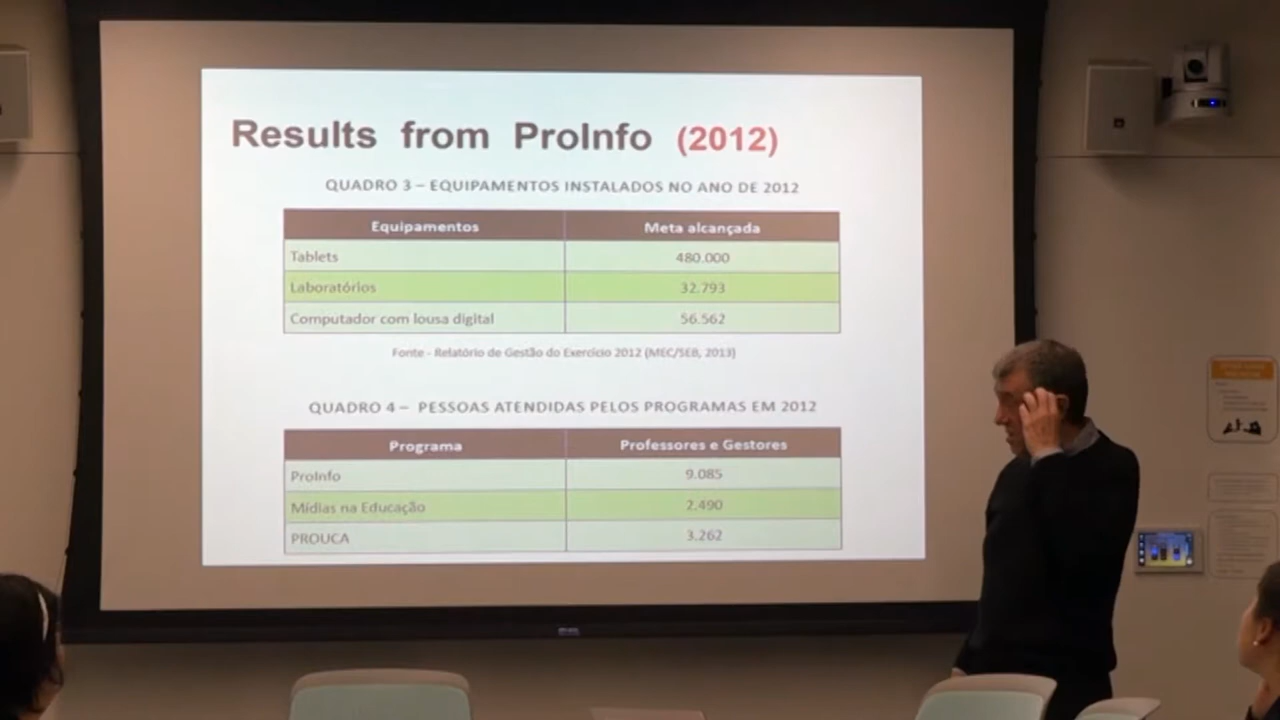 Results from ProInfo (2012)
QUADRO 3 – EQUIPAMENTOS INSTALADOS NO ANO DE 2012
Equipamentos Meta alcançada
Tablets 480.000
Laboratórios 32.793
Computador com lousa digital 56.562
Fonte - Relatório de Gestão do Exercício 2012 (MEC/SEB, 2013)
QUADRO 4 – PESSOAS ATENDIDAS PELOS PROGRAMAS EM 2012
Programa Professores e Gestores
ProInfo 9.085
Mídias na Educação 2.490
PROUCA 3.262